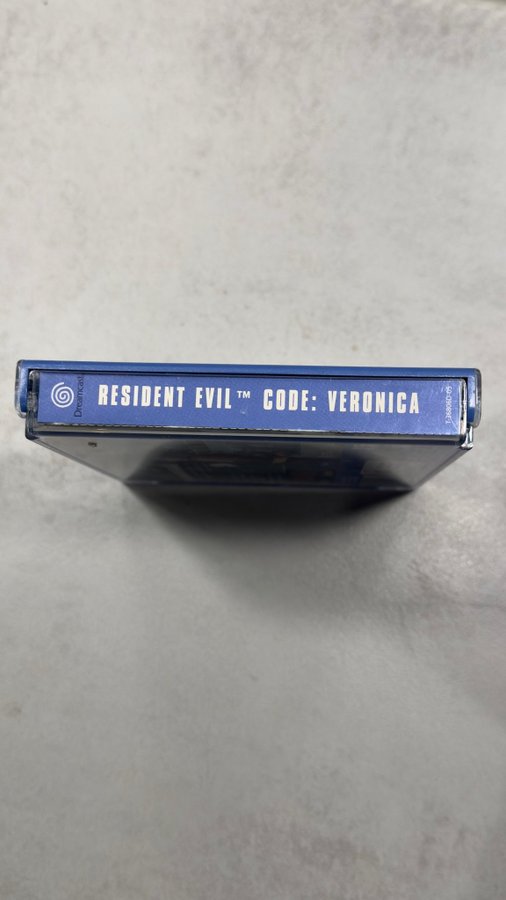 Dreamcast
RESIDENT EVIL™ CODE: VERONICA